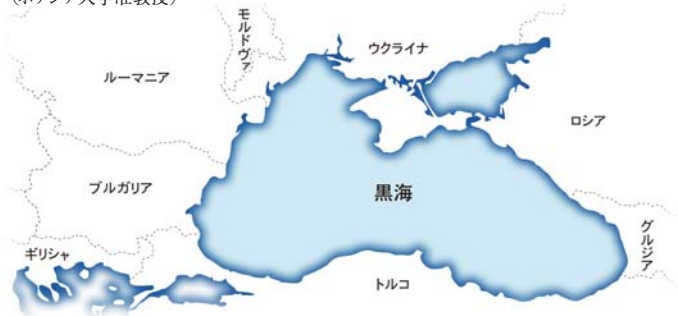 ウクライナ
モルドヴァ
ルーマニア
ロシア
ブルガリア
黒海
グルジア
ギリシャ
トルコ